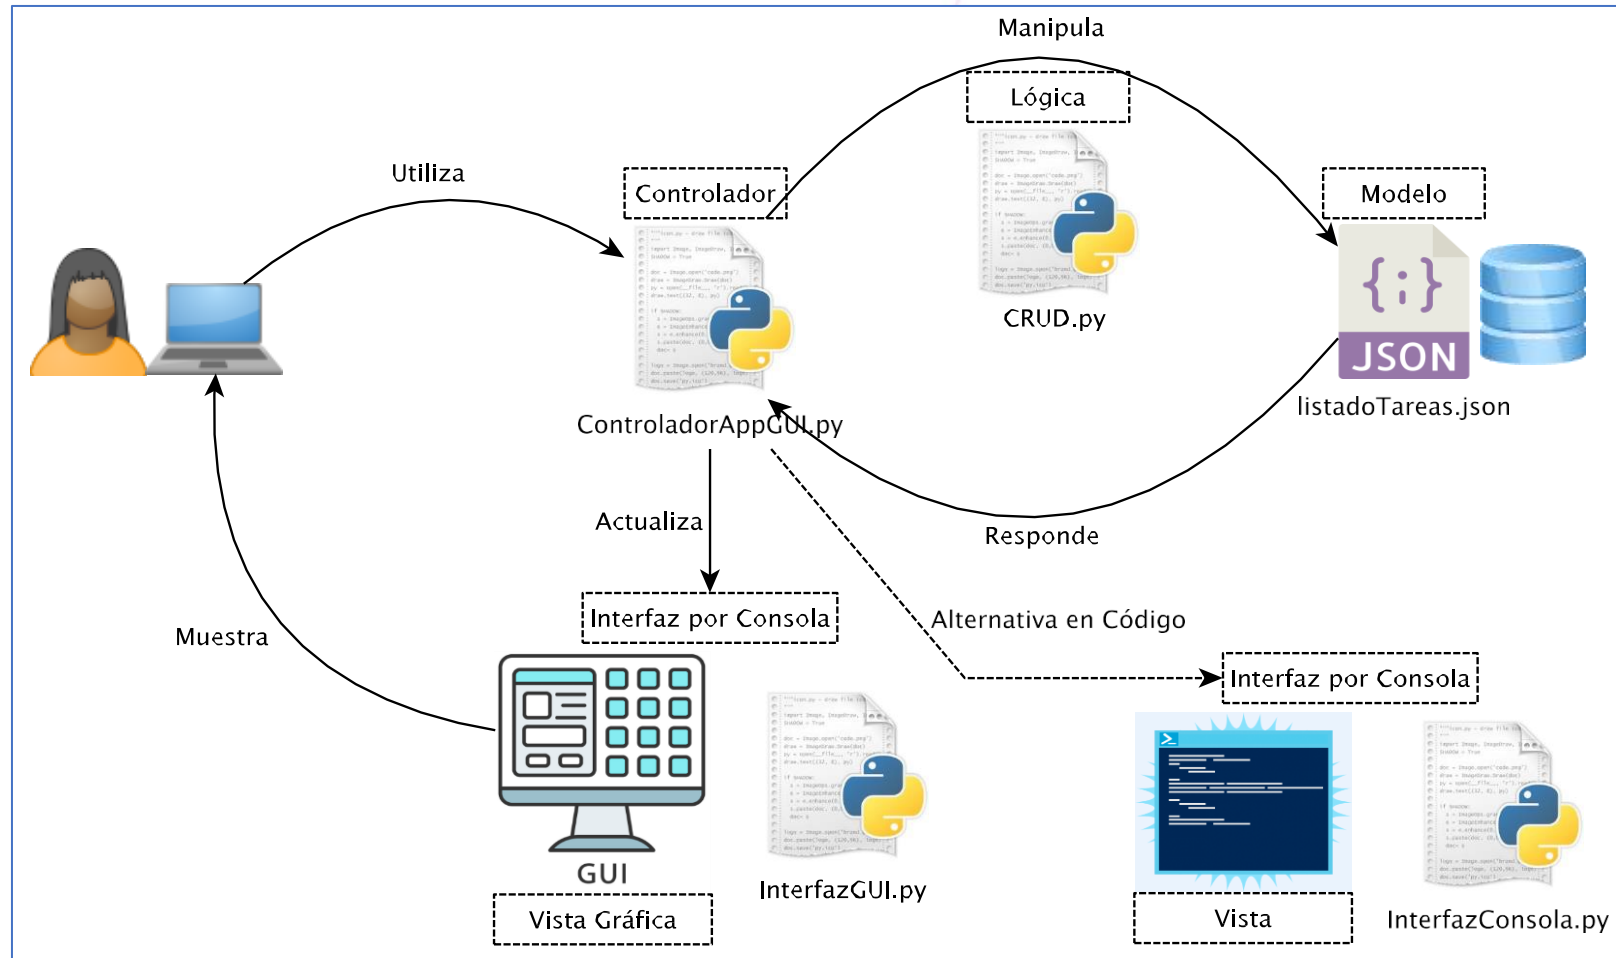 Manipula
Lógica
Utiliza
Controlador
Modelo
CRUD.py
JSON
listadoTareas.json
ControladorAppGUI.py
Actualiza
Responde
Interfaz por Consola
Alternativa en Código
Muestra
Interfaz por Consola
GUI
InterfazGUI.py
Vista Gráfica
Vista
InterfazConsola.py